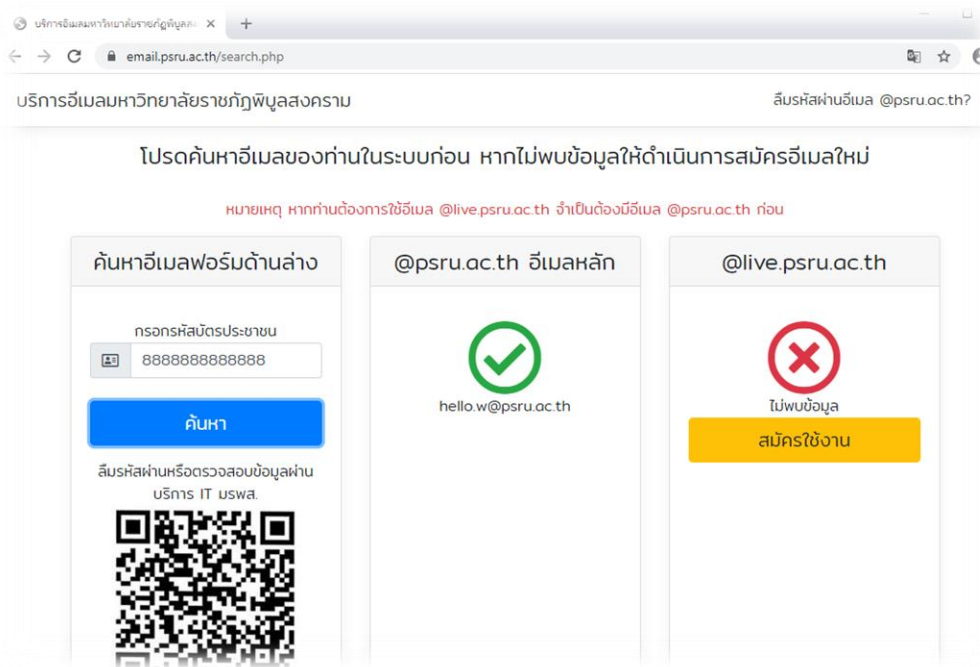 บริการอีเมลมหาวิทยาลัยราชภัฏพิบูลสง
email.psru.ac.th/search.php
บริการอีเมลมหาวิทยาลัยราชภัฏพิบูลสงคราม
ลืมรหัสผ่านอีเมล @psru.ac.th?
โปรดค้นหาอีเมลของท่านในระบบก่อน หากไม่พบข้อมูลให้ดำเนินการสมัครอีเมลใหม่
หมายเหตุ หากท่านต้องการใช้อีเมล @live.psru.ac.th จำเป็นต้องมีอีเมล @psru.ac.th ก่อน
ค้นหาอีเมลฟอร์มด้านล่าง
กรอกรหัสบัตรประชาชน
8888888888888
ค้นหา
ลืมรหัสผ่านหรือตรวจสอบข้อมูลผ่าน
บริการ IT มรพส.
@psru.ac.th อีเมลหลัก
hello.w@psru.ac.th
@live.psru.ac.th
ไม่พบข้อมูล
สมัครใช้งาน